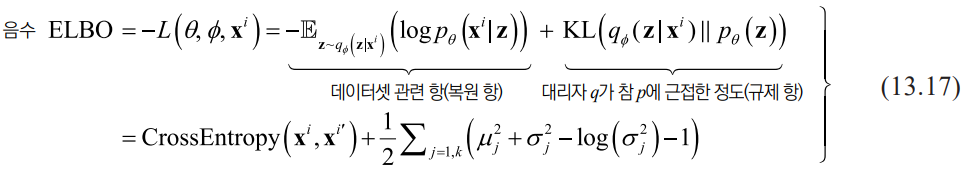 음수 ELBO = −L(θ, ϕ, xⁱ) = −𝔼_{z~q_ϕ(z|xⁱ)}(log p_θ(xⁱ|z)) + KL(q_ϕ(z|xⁱ) ‖ p_θ(z))
데이터셋 관련 항(복원 항) 대리자 q가 참 p에 근접한 정도(규제 항)
(13.17)
= CrossEntropy(xⁱ, xⁱ′) + 1/2 ∑_{j=1,k}(μ_j² + σ_j² − log(σ_j²) − 1)